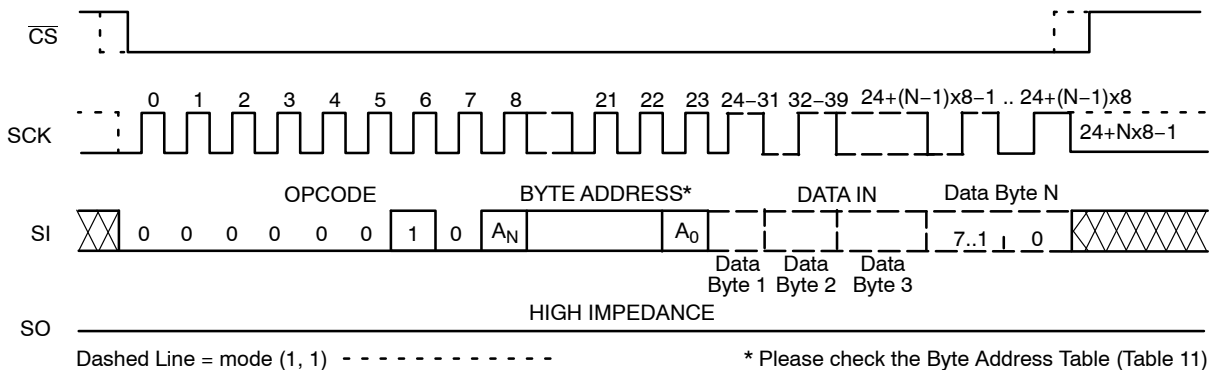 CS
0 1 2 3 4 5 6 7 8 21 22 23 24–31 32–39 24+(N–1)x8-1 .. 24+(N–1)x8
SCK
24+Nx8–1
OPCODE BYTE ADDRESS* DATA IN Data Byte N
SI
0 0 0 0 0 0 1 0 AN A0 7..1 0
Data Byte 1
Data Byte 2
Data Byte 3
HIGH IMPEDANCE
SO
Dashed Line = mode (1, 1)
* Please check the Byte Address Table (Table 11)